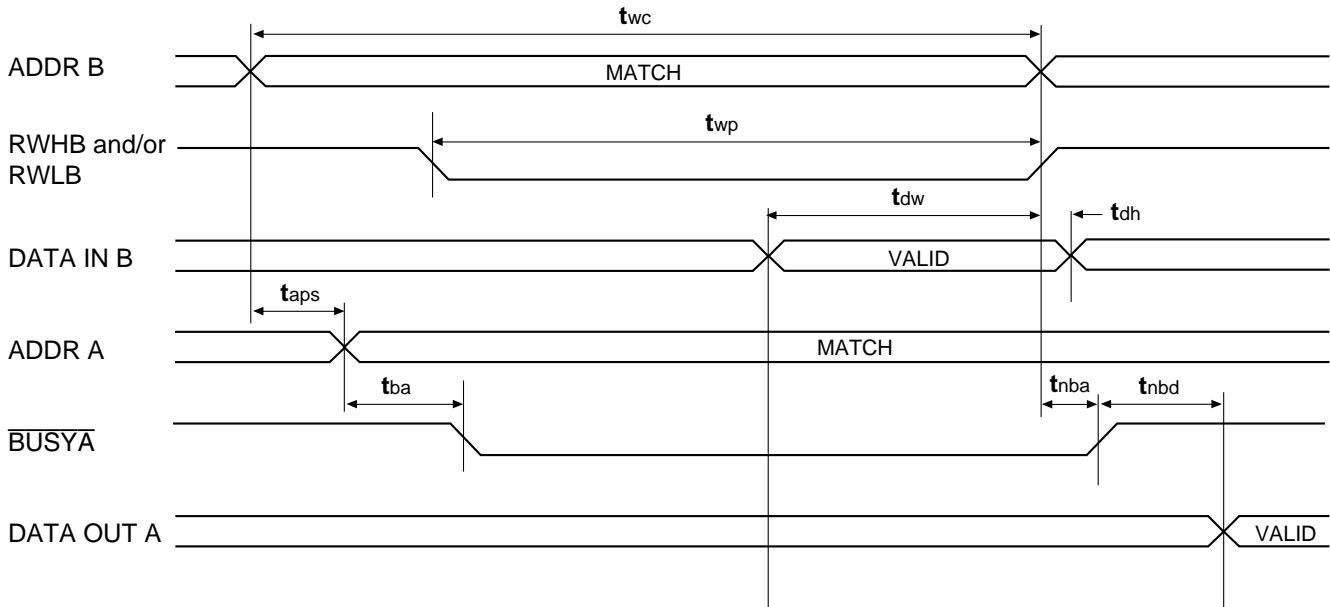 twc
ADDR B
MATCH
RWHB and/or
RWLB
twp
tdw
tdh
DATA IN B
VALID
taps
ADDR A
MATCH
tba
tnba
tnbd
BUSYA
DATA OUT A
VALID